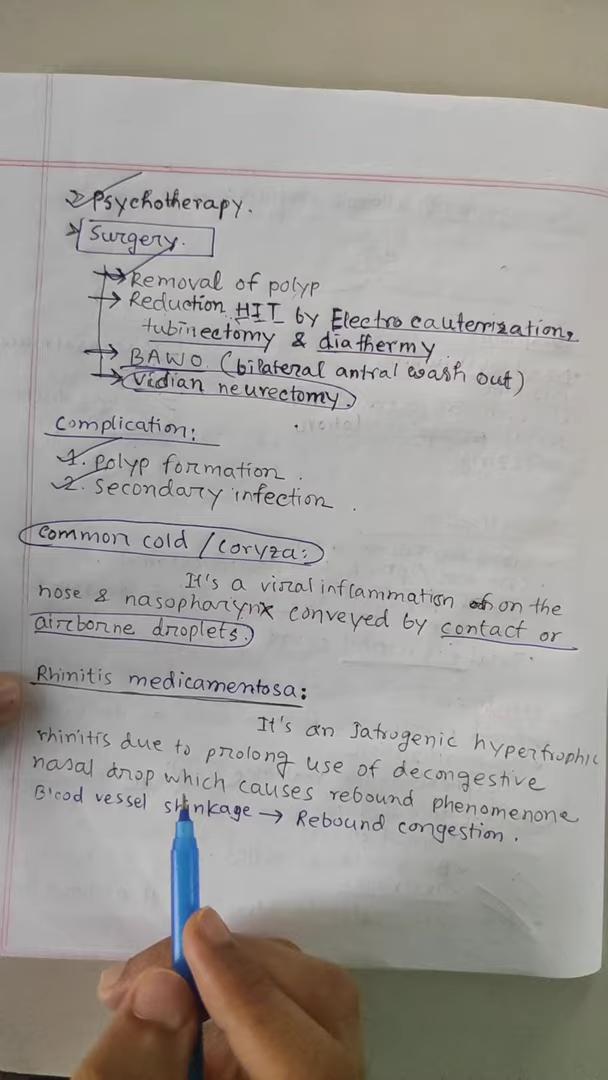 Psychotherapy.
Surgery.
→ Removal of polyp
→ Reduction HIT by Electro cauterization,
tubinectomy & diathermy
→ BAWO. (bilateral antral wash out)
→ Vidian neurectomy.
Complication:
1. polyp formation.
2. secondary infection.
Common cold / Coryza:
It's a viral inflammation on the
nose & nasopharynx conveyed by contact or
airborne droplets.
Rhinitis medicamentosa:
It's an Iatrogenic hypertrophic
rhinitis due to prolong use of decongestive
nasal drop which causes rebound phenomenone
Blood vessel shrinkage → Rebound congestion.